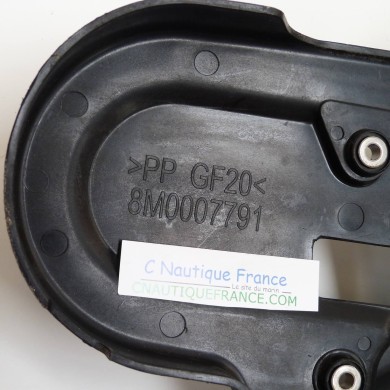 >PP GF20<
8M0007791
C Nautique France
Le site du marin
CNAUTIQUEFRANCE.COM